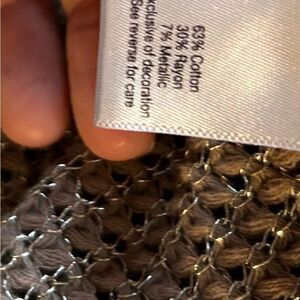 63% Cotton
30% Rayon
7% Metallic
exclusive of decoration
See reverse for care